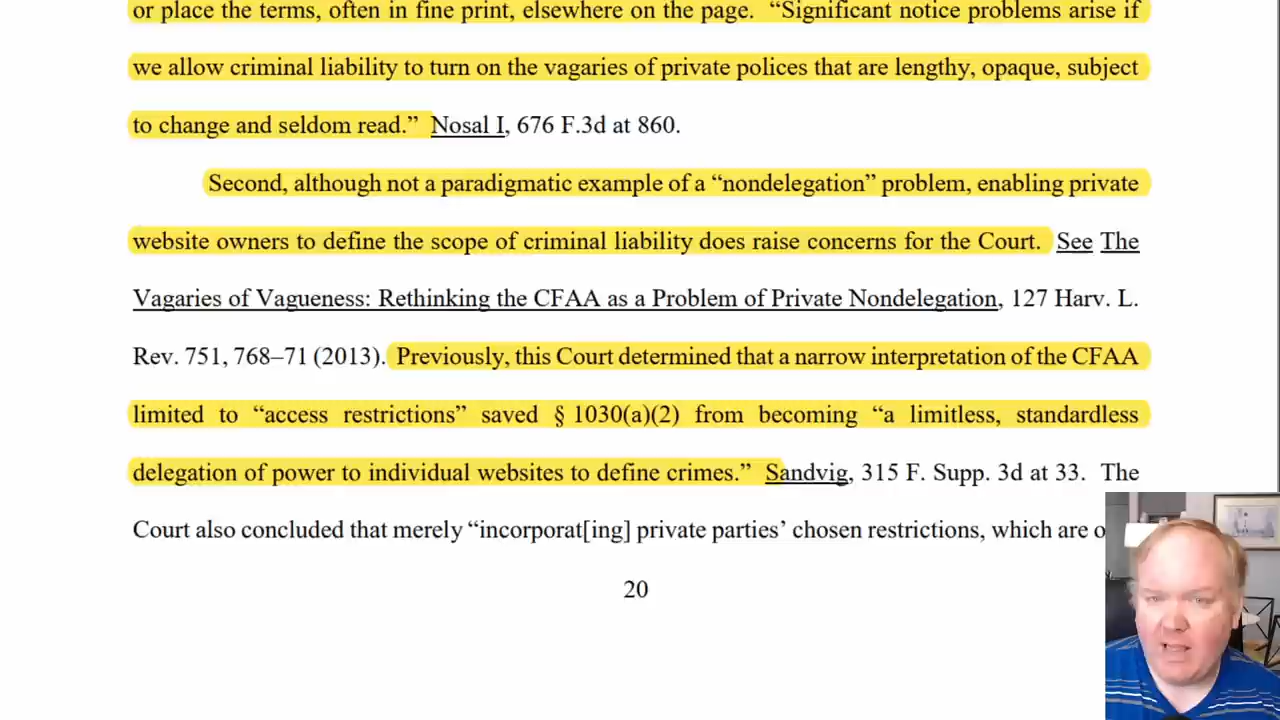 or place the terms, often in fine print, elsewhere on the page. “Significant notice problems arise if
we allow criminal liability to turn on the vagaries of private polices that are lengthy, opaque, subject
to change and seldom read.” Nosal I, 676 F.3d at 860.
Second, although not a paradigmatic example of a “nondelegation” problem, enabling private
website owners to define the scope of criminal liability does raise concerns for the Court. See The
Vagaries of Vagueness: Rethinking the CFAA as a Problem of Private Nondelegation, 127 Harv. L.
Rev. 751, 768–71 (2013). Previously, this Court determined that a narrow interpretation of the CFAA
limited to “access restrictions” saved § 1030(a)(2) from becoming “a limitless, standardless
delegation of power to individual websites to define crimes.” Sandvig, 315 F. Supp. 3d at 33. The
Court also concluded that merely “incorporat[ing] private parties’ chosen restrictions, which are
20